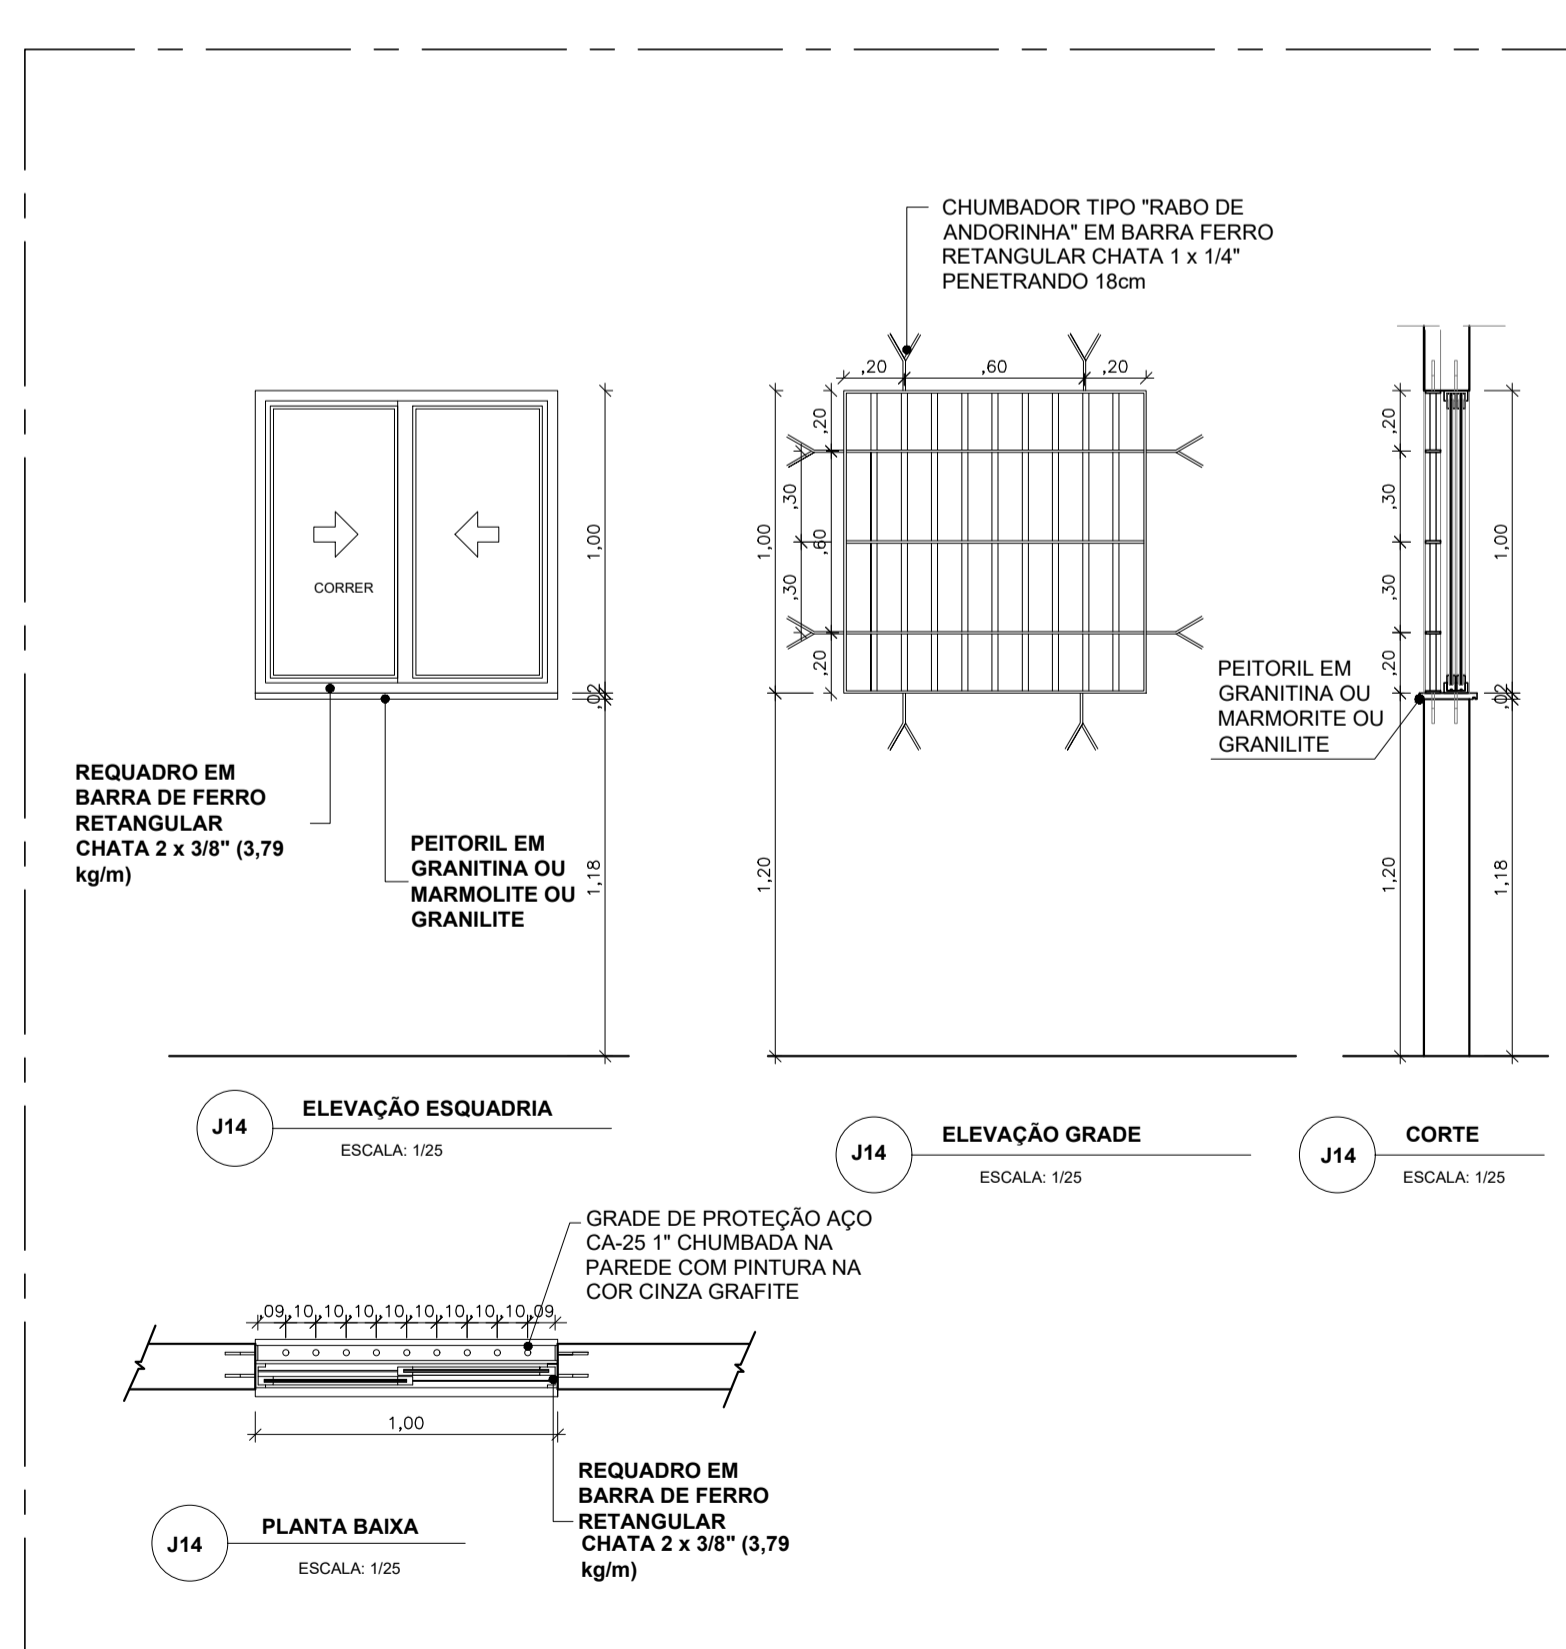 CHUMBADOR TIPO "RABO DE
ANDORINHA" EM BARRA FERRO
RETANGULAR CHATA 1 x 1/4"
PENETRANDO 18cm
CORRER
1,00
,02
1,18
REQUADRO EM
BARRA DE FERRO
RETANGULAR
CHATA 2 x 3/8" (3,79
kg/m)
PEITORIL EM
GRANITINA OU
MARMOLITE OU
GRANILITE
J14
ELEVAÇÃO ESQUADRIA
ESCALA: 1/25
,20
,60
,20
,20
,30
,60
,30
,20
1,00
1,20
J14
ELEVAÇÃO GRADE
ESCALA: 1/25
,20
,30
,30
,20
1,20
1,00
,02
1,18
PEITORIL EM
GRANITINA OU
MARMORITE OU
GRANILITE
J14
CORTE
ESCALA: 1/25
GRADE DE PROTEÇÃO AÇO
CA-25 1" CHUMBADA NA
PAREDE COM PINTURA NA
COR CINZA GRAFITE
,09 ,10 ,10 ,10 ,10 ,10 ,10 ,10 ,10 ,09
1,00
REQUADRO EM
BARRA DE FERRO
RETANGULAR
CHATA 2 x 3/8" (3,79
kg/m)
J14
PLANTA BAIXA
ESCALA: 1/25